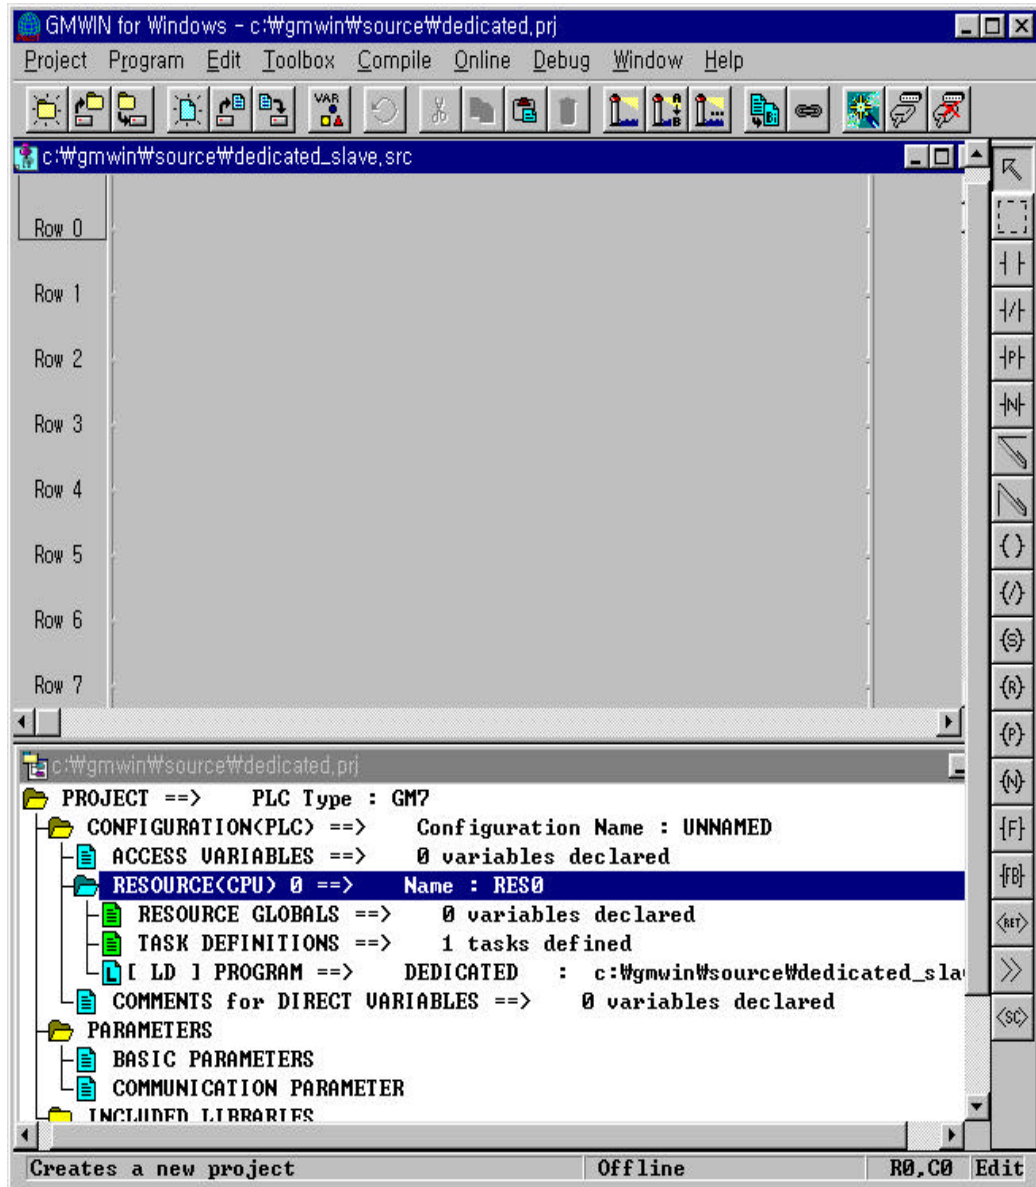 GMWIN for Windows - c:₩gmwin₩source₩dedicated,prj
Project Program Edit Toolbox Compile Online Debug Window Help
VAR
c:₩gmwin₩source₩dedicated_slave,src
Row 0
Row 1
Row 2
Row 3
Row 4
Row 5
Row 6
Row 7
c:₩gmwin₩source₩dedicated,prj
PROJECT ==> PLC Type : GM7
CONFIGURATION(PLC) ==> Configuration Name : UNNAMED
ACCESS VARIABLES ==> 0 variables declared
RESOURCE(CPU) 0 ==> Name : RES0
RESOURCE GLOBALS ==> 0 variables declared
TASK DEFINITIONS ==> 1 tasks defined
[ LD ] PROGRAM ==> DEDICATED : c:₩gmwin₩source₩dedicated_sla
COMMENTS for DIRECT VARIABLES ==> 0 variables declared
PARAMETERS
BASIC PARAMETERS
COMMUNICATION PARAMETER
INCLUDED LIBRARIES
P
N
(/)
(S)
(R)
(P)
(N)
{F}
{FB}
<RET>
>>
<SC>
Creates a new project Offline R0,C0 Edit